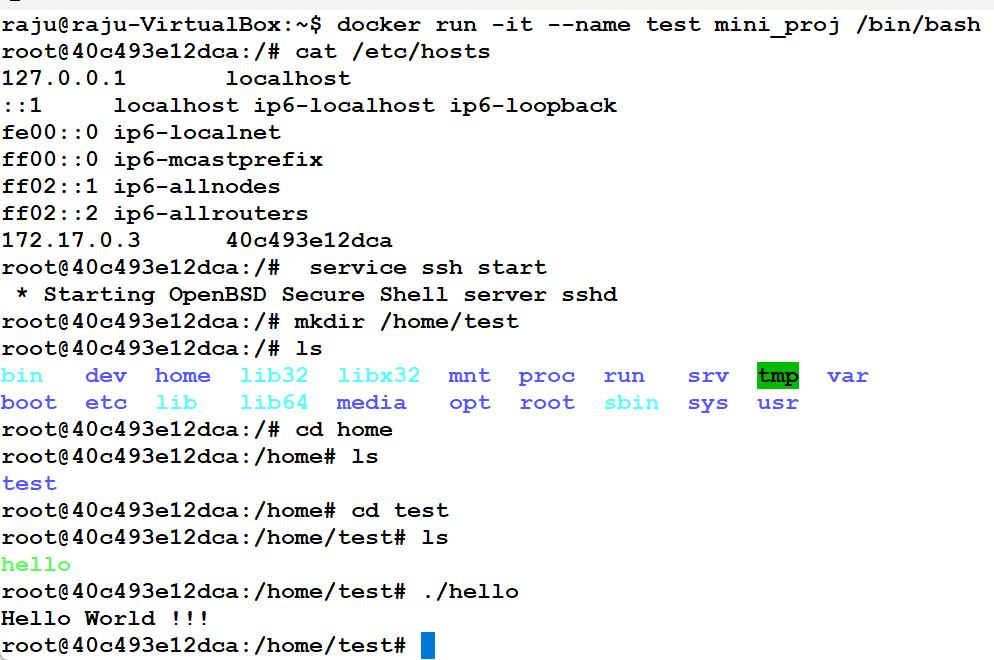 raju@raju-VirtualBox:~$ docker run -it --name test mini_proj /bin/bash
root@40c493e12dca:/# cat /etc/hosts
127.0.0.1       localhost
::1     localhost ip6-localhost ip6-loopback
fe00::0 ip6-localnet
ff00::0 ip6-mcastprefix
ff02::1 ip6-allnodes
ff02::2 ip6-allrouters
172.17.0.3      40c493e12dca
root@40c493e12dca:/#  service ssh start
 * Starting OpenBSD Secure Shell server sshd
root@40c493e12dca:/# mkdir /home/test
root@40c493e12dca:/# ls
bin   dev  home  lib32  libx32  mnt  proc  run   srv  tmp  var
boot  etc  lib   lib64  media   opt  root  sbin  sys  usr
root@40c493e12dca:/# cd home
root@40c493e12dca:/home# ls
test
root@40c493e12dca:/home# cd test
root@40c493e12dca:/home/test# ls
hello
root@40c493e12dca:/home/test# ./hello
Hello World !!!
root@40c493e12dca:/home/test#